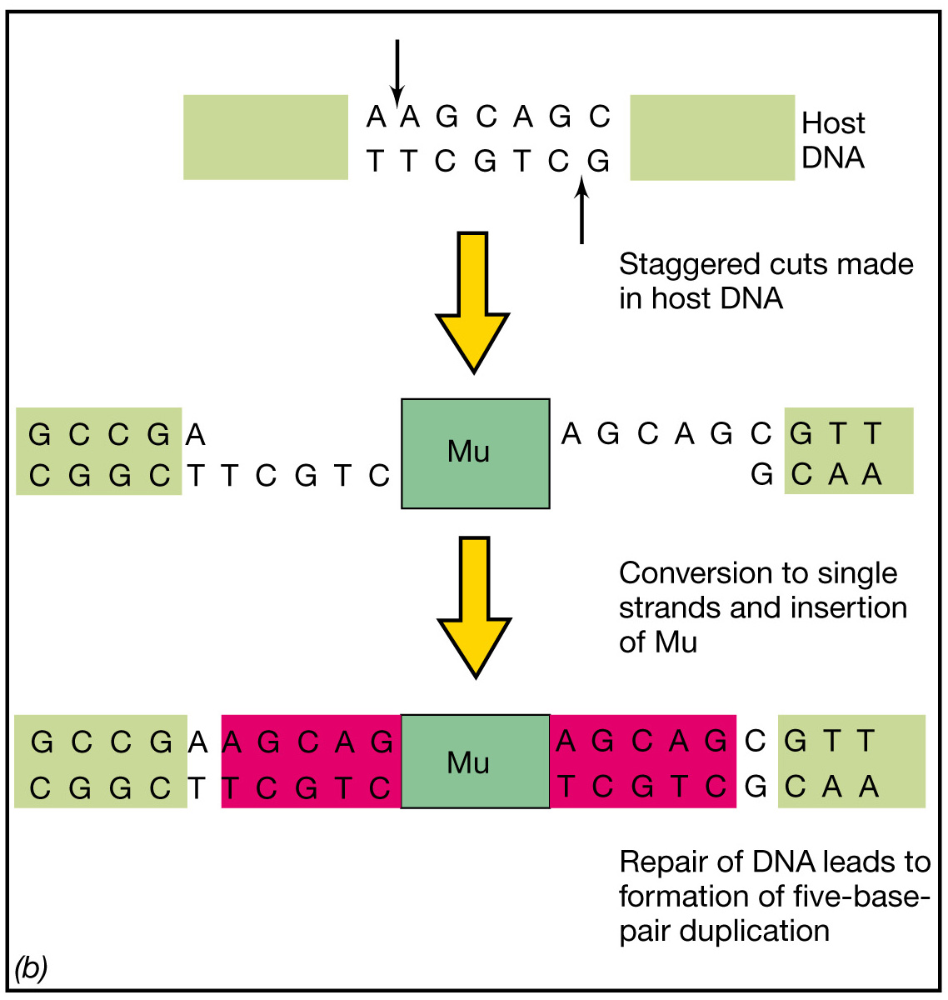 A A G C A G C
T T C G T C G
Host
DNA
Staggered cuts made
in host DNA
G C C G A
C G G C T T C G T C
Mu
A G C A G C G T T
G C A A
Conversion to single
strands and insertion
of Mu
G C C G A A G C A G
C G G C T T C G T C
Mu
A G C A G C G T T
T C G T C G C A A
Repair of DNA leads to
formation of five-base-
pair duplication
(b)